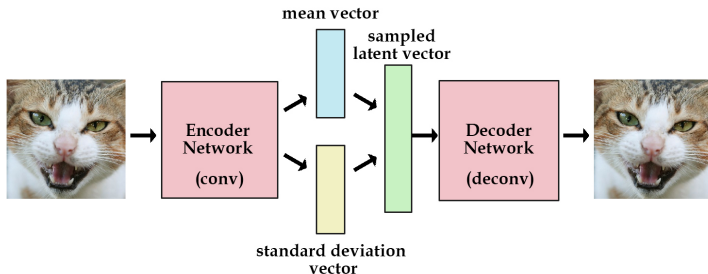 mean vector
sampled
latent vector
Encoder
Network
(conv)
Decoder
Network
(deconv)
standard deviation
vector